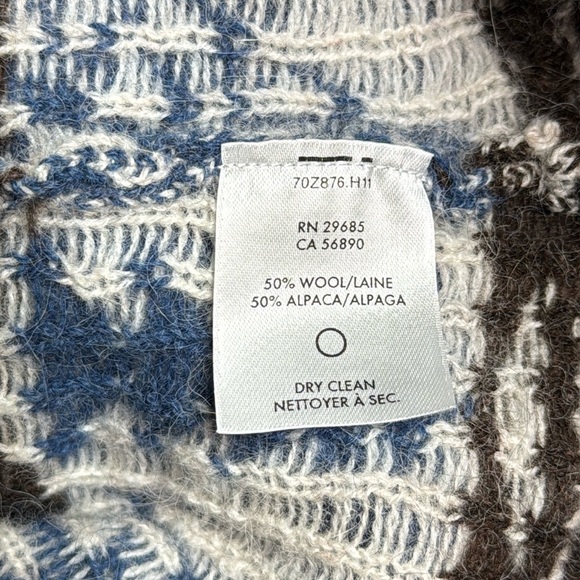 70Z876.H11
RN 29685
CA 56890
50% WOOL/LAINE
50% ALPACA/ALPAGA
DRY CLEAN
NETTOYER À SEC.